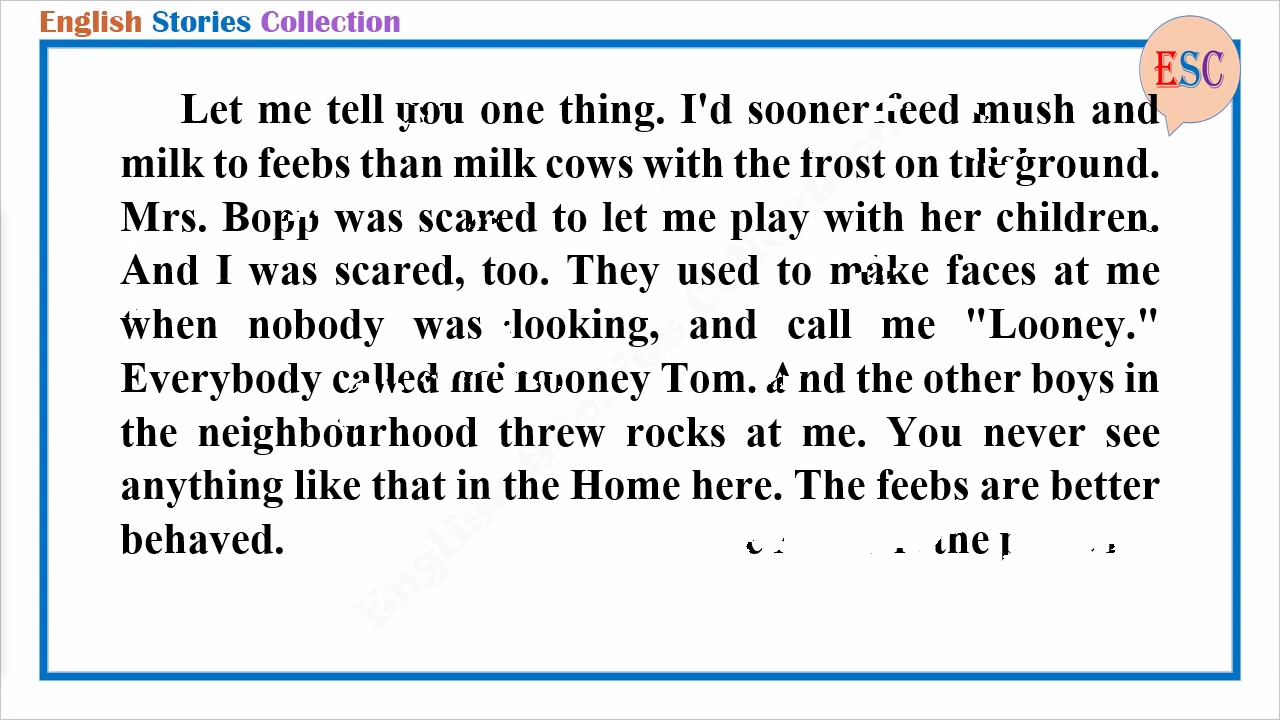 English Stories Collection
ESC
Let me tell you one thing. I'd sooner feed mush and
milk to feebs than milk cows with the frost on the ground.
Mrs. Bopp was scared to let me play with her children.
And I was scared, too. They used to make faces at me
when nobody was looking, and call me "Looney."
Everybody called me Looney Tom. And the other boys in
the neighbourhood threw rocks at me. You never see
anything like that in the Home here. The feebs are better
behaved.